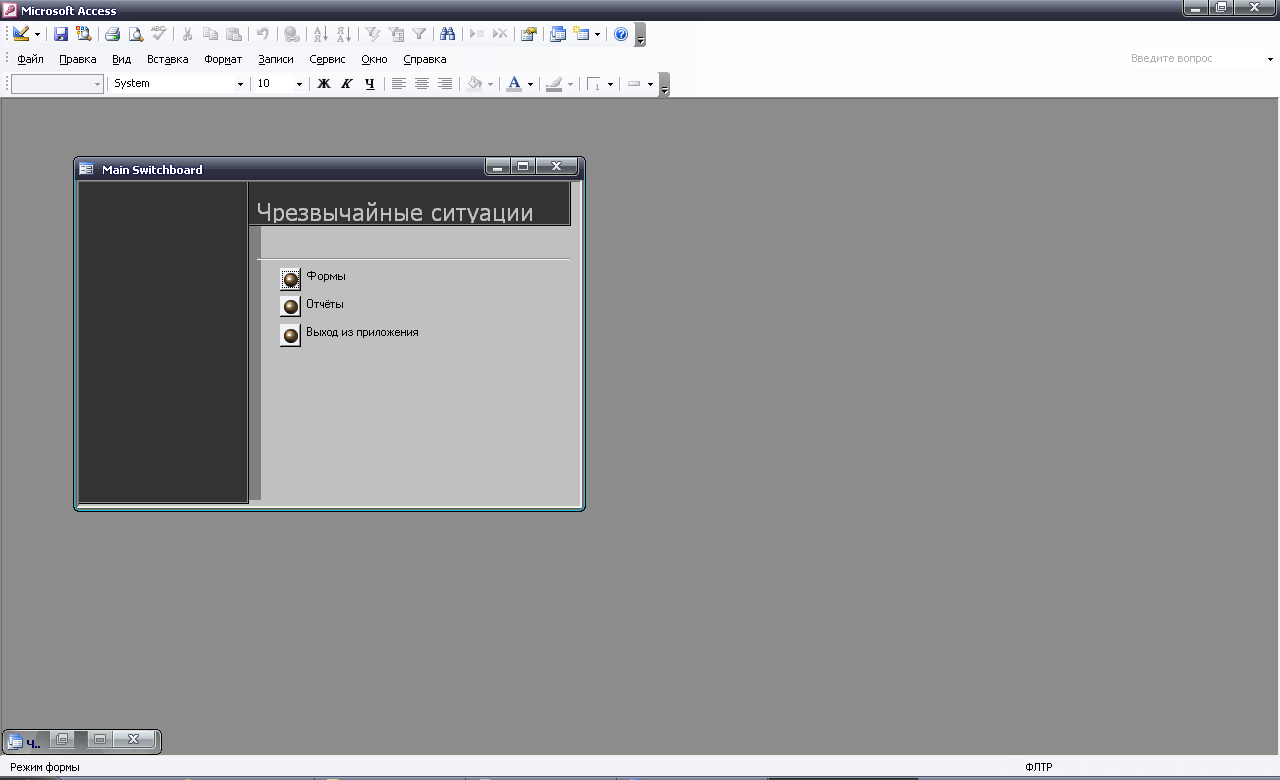 Microsoft Access
Файл Правка Вид Вставка Формат Записи Сервис Окно Справка
Введите вопрос
System 10 Ж К Ч
Main Switchboard
Чрезвычайные ситуации
Формы
Отчёты
Выход из приложения
Ч..
Режим формы
ФЛТР